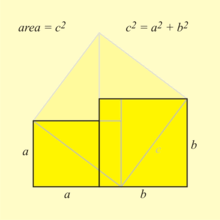 area = c²
c² = a² + b²
c
a
b
a
b